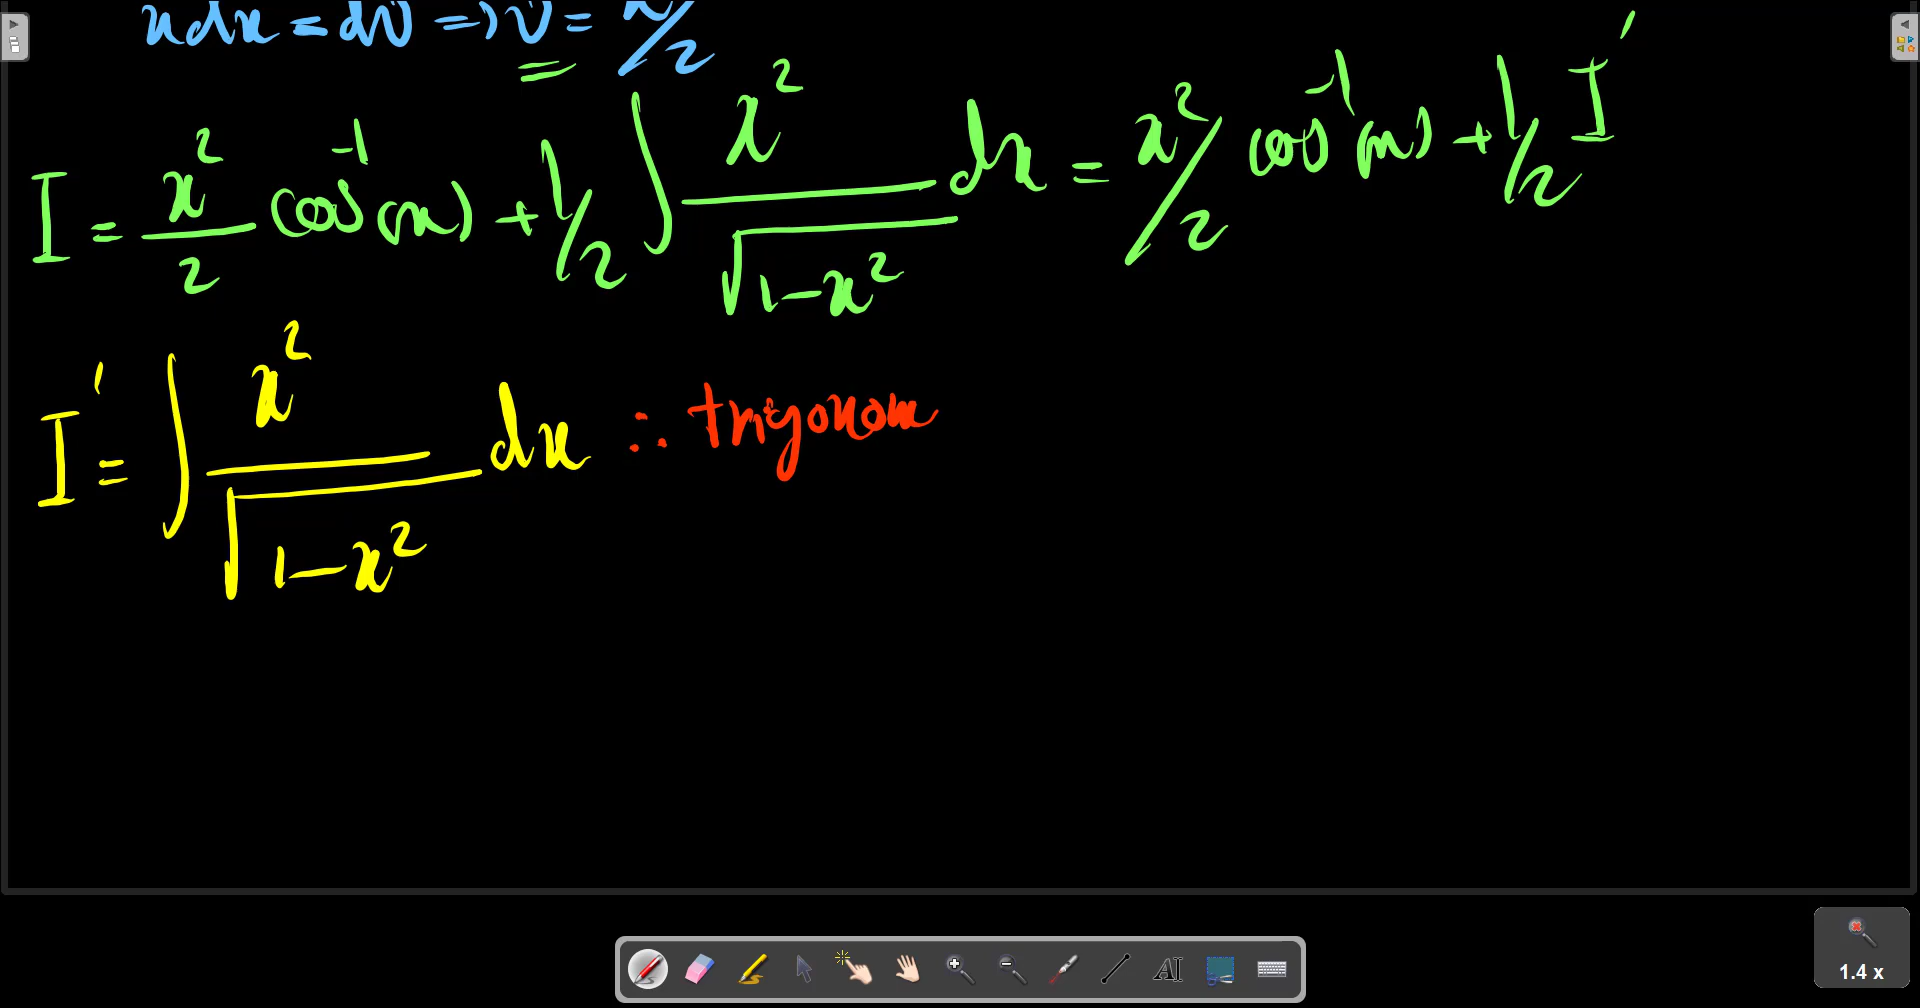 xdx = dv => v = x²/2
I = x²/2 cos⁻¹(x) + 1/2 ∫ x²/√(1-x²) dx = x²/2 cos⁻¹(x) + 1/2 I'
I' = ∫ x²/√(1-x²) dx ∴ trigonom
1.4 x